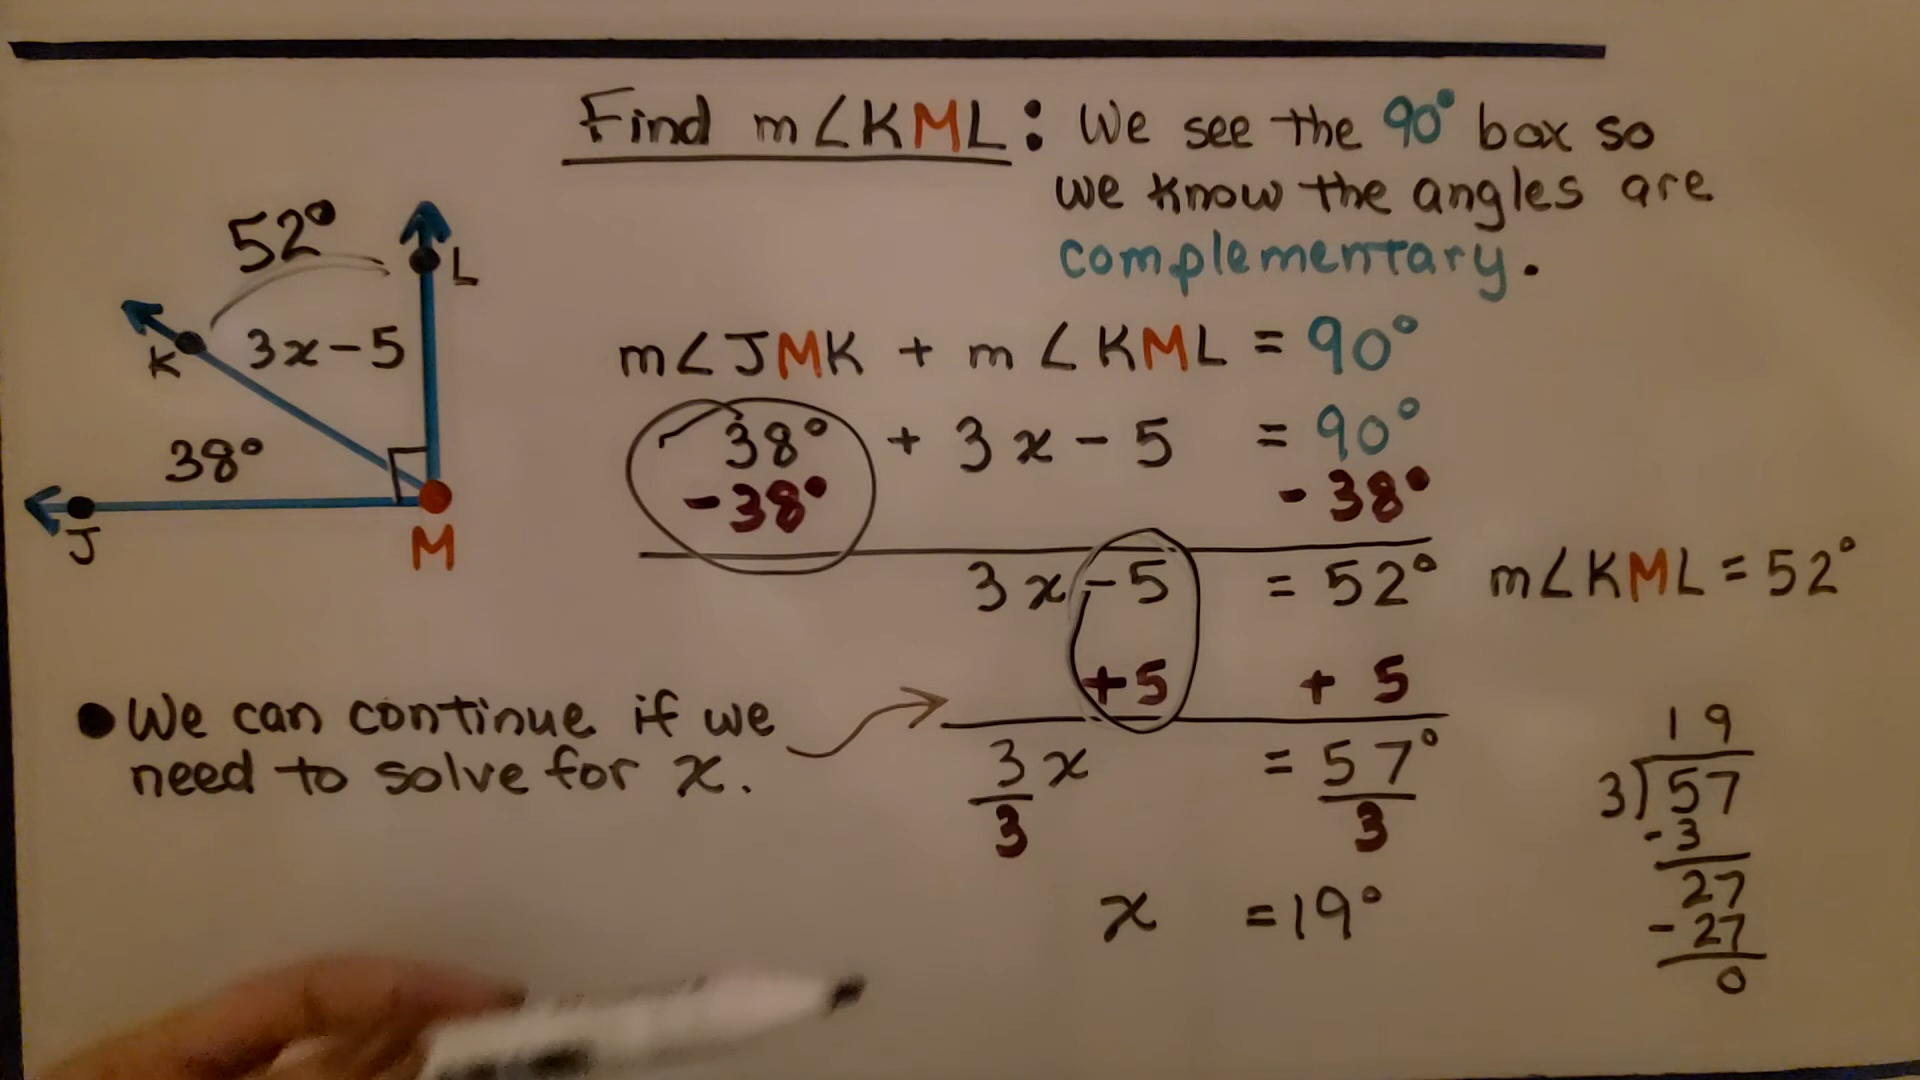 Find m∠KML: We see the 90° box so
we know the angles are
complementary.
52°
L
K
3x-5
38°
J
M
m∠JMK + m∠KML = 90°
38° + 3x - 5 = 90°
-38° - 38°
3x - 5 = 52° m∠KML = 52°
+5 + 5
• We can continue if we
need to solve for x.
3x = 57°
3 3
x = 19°
19
3)57
-3
27
-27
0